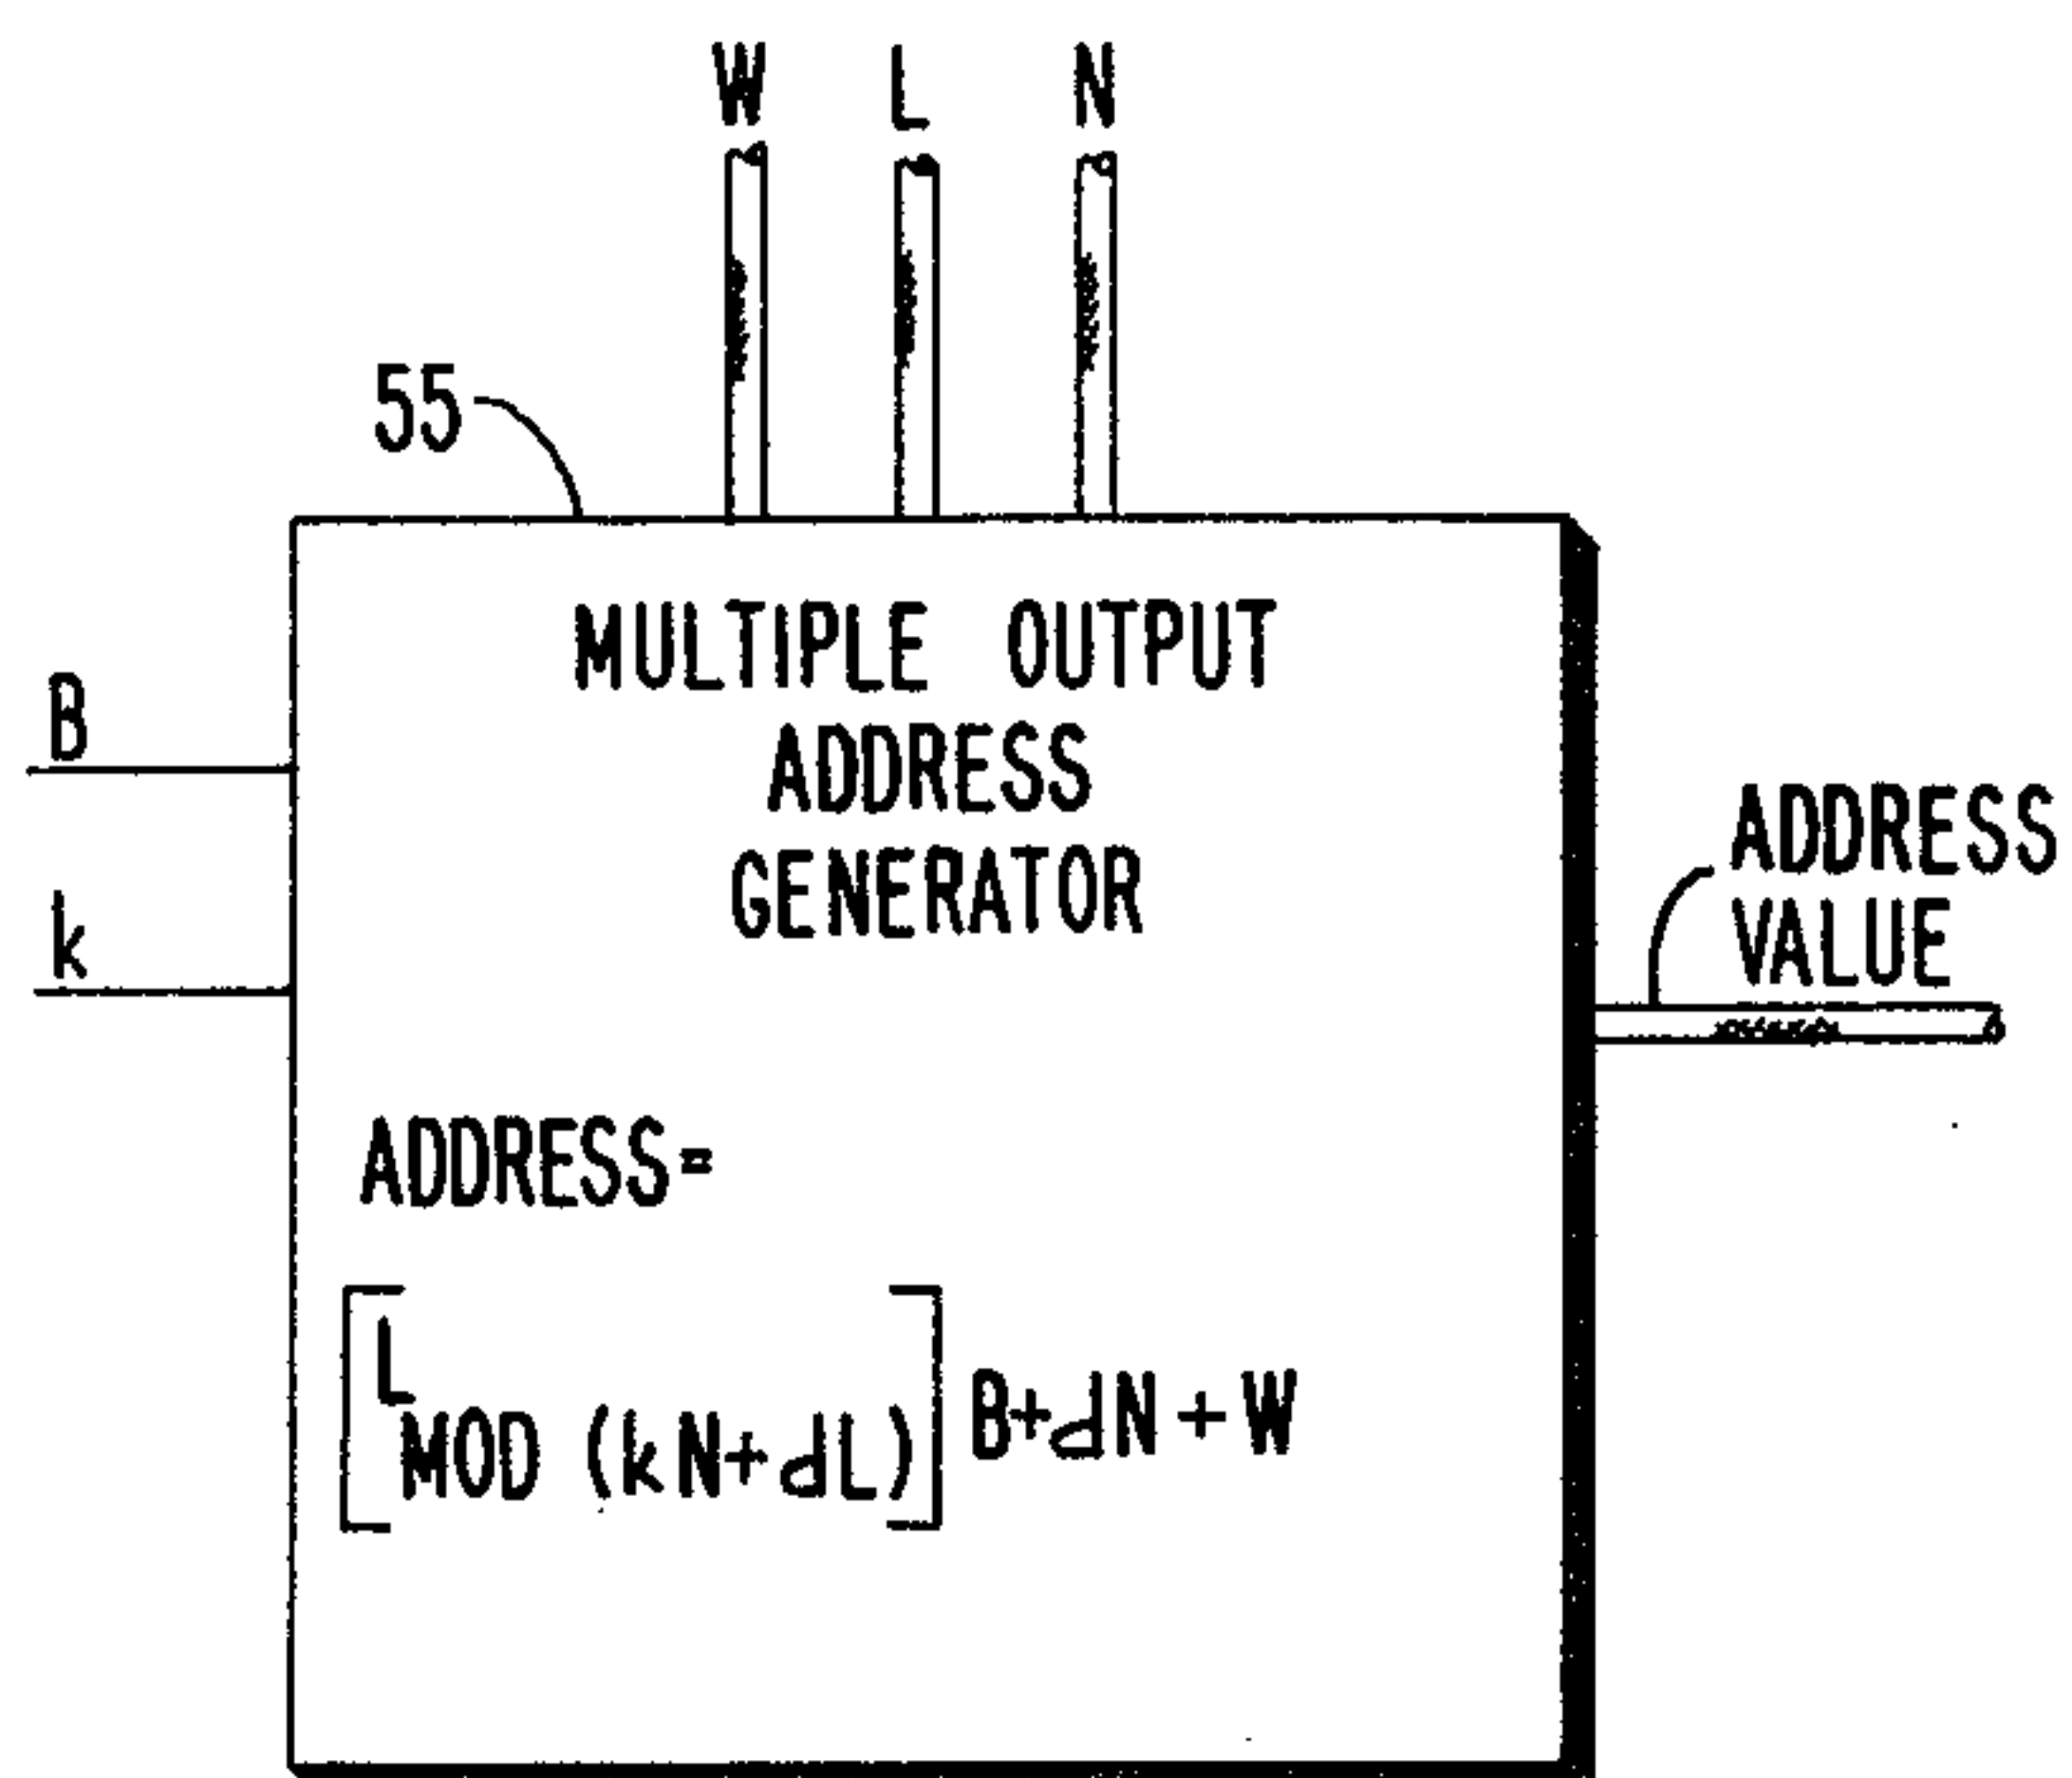 W L N
55
MULTIPLE OUTPUT
ADDRESS
GENERATOR
B
k
ADDRESS
VALUE
ADDRESS=
[L
MOD (kN+dL)] B+dN+W